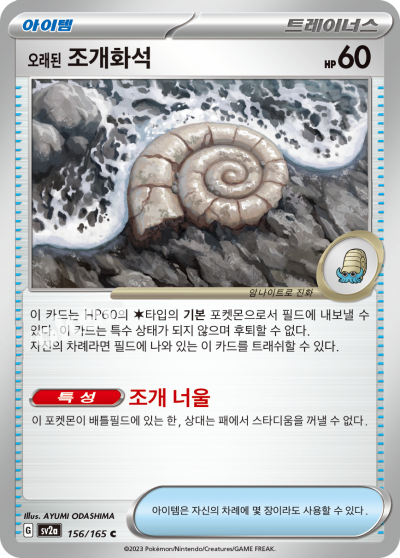 아이템 트레이너스
오래된 조개화석 HP 60
암나이트로 진화
이 카드는 HP60의 타입의 기본 포켓몬으로서 필드에 내보낼 수
있다. 이 카드는 특수 상태가 되지 않으며 후퇴할 수 없다.
자신의 차례라면 필드에 나와 있는 이 카드를 트래쉬할 수 있다.
특성 조개 너울
이 포켓몬이 배틀필드에 있는 한, 상대는 패에서 스타디움을 꺼낼 수 없다.
Illus. AYUMI ODASHIMA
아이템은 자신의 차례에 몇 장이라도 사용할 수 있다.
G sv2a 156/165 C
©2023 Pokémon/Nintendo/Creatures/GAME FREAK.